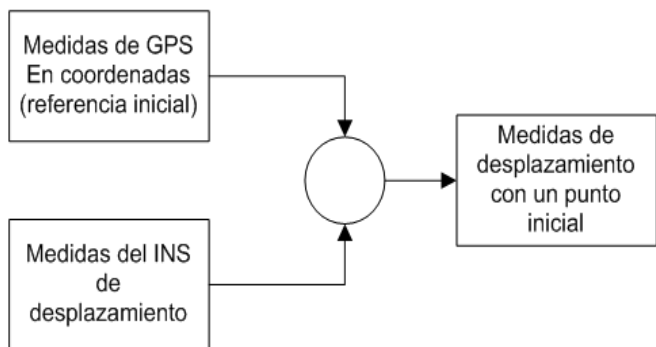 Medidas de GPS
En coordenadas
(referencia inicial)
Medidas de
desplazamiento
con un punto
inicial
Medidas del INS
de
desplazamiento